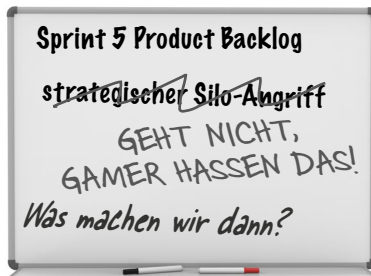 Sprint 5 Product Backlog
strategischer Silo-Angriff
GEHT NICHT,
GAMER HASSEN DAS!
Was machen wir dann?